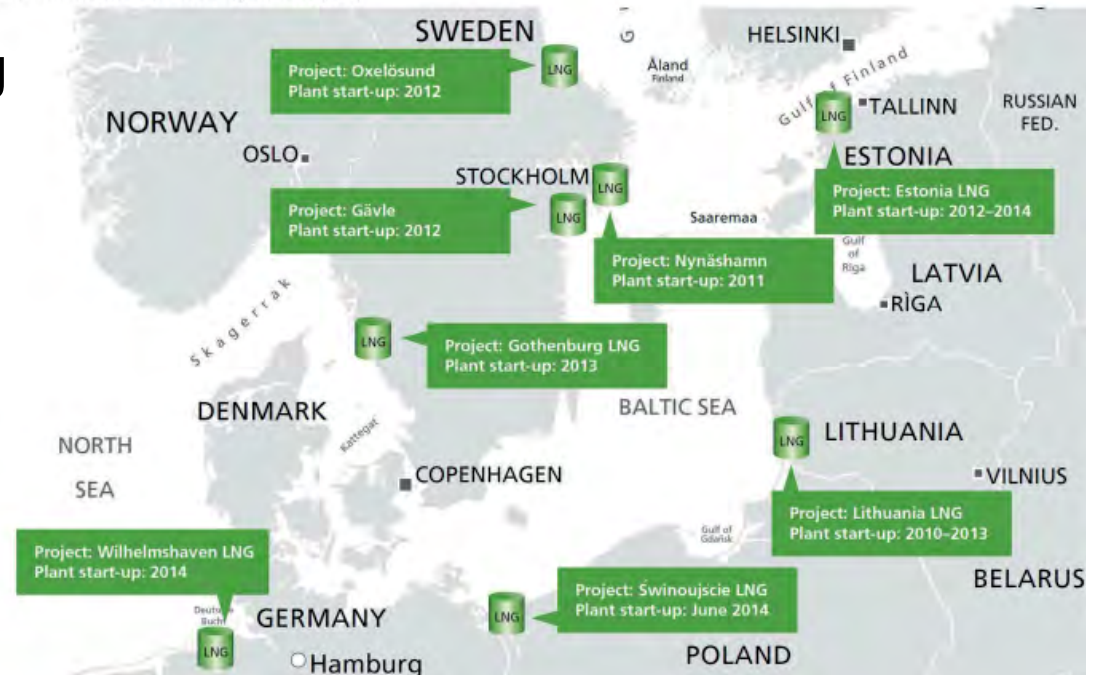 SWEDEN
HELSINKI
Åland
Finland
Gulf of Finland
Project: Oxelösund
Plant start-up: 2012
LNG
NORWAY
LNG
TALLINN
RUSSIAN
FED.
OSLO
ESTONIA
STOCKHOLM
LNG
Project: Estonia LNG
Plant start-up: 2012–2014
Project: Gävle
Plant start-up: 2012
LNG
Saaremaa
Gulf
of
Riga
Project: Nynäshamn
Plant start-up: 2011
LATVIA
RÌGA
Skagerrak
LNG
Project: Gothenburg LNG
Plant start-up: 2013
DENMARK
BALTIC SEA
Kattegat
LNG
LITHUANIA
NORTH
SEA
COPENHAGEN
VILNIUS
Project: Lithuania LNG
Plant start-up: 2010–2013
Gulf of
Gdańsk
Project: Wilhelmshaven LNG
Plant start-up: 2014
BELARUS
Project: Świnoujscie LNG
Plant start-up: June 2014
LNG
GERMANY
LNG
Hamburg
POLAND